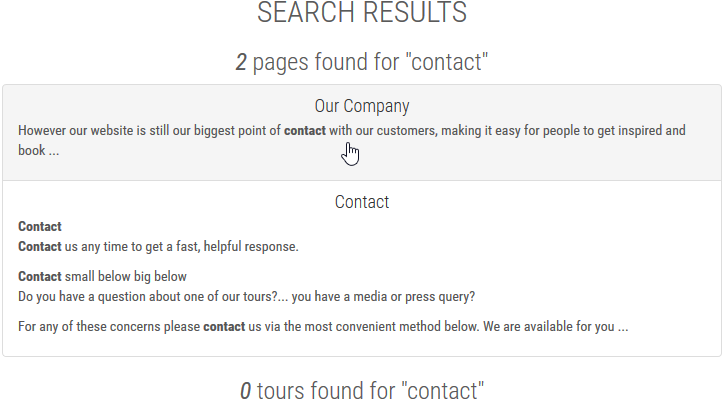 SEARCH RESULTS
2 pages found for "contact"
Our Company
However our website is still our biggest point of contact with our customers, making it easy for people to get inspired and
book ...
Contact
Contact
Contact us any time to get a fast, helpful response.
Contact small below big below
Do you have a question about one of our tours?... you have a media or press query?
For any of these concerns please contact us via the most convenient method below. We are available for you ...
0 tours found for "contact"